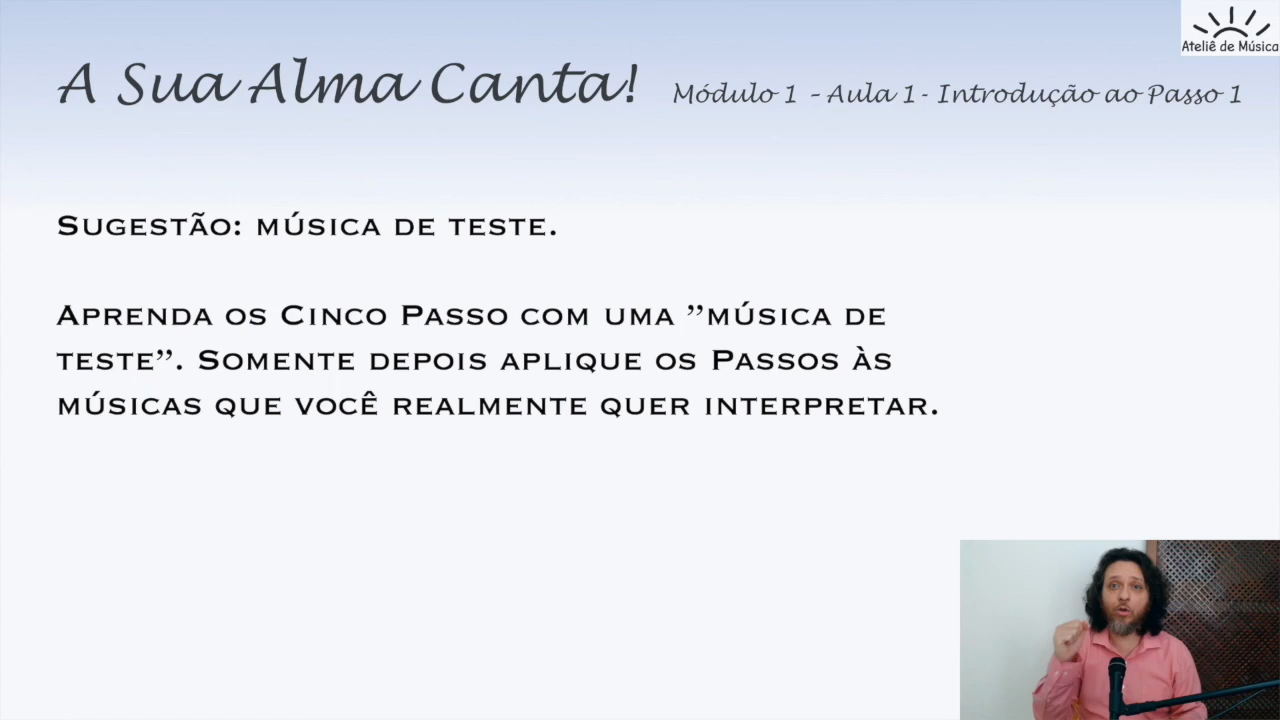 Ateliê de Música
A Sua Alma Canta! Módulo 1 – Aula 1- Introdução ao Passo 1
Sugestão: música de teste.
Aprenda os Cinco Passo com uma ”música de
teste”. Somente depois aplique os Passos às
músicas que você realmente quer interpretar.